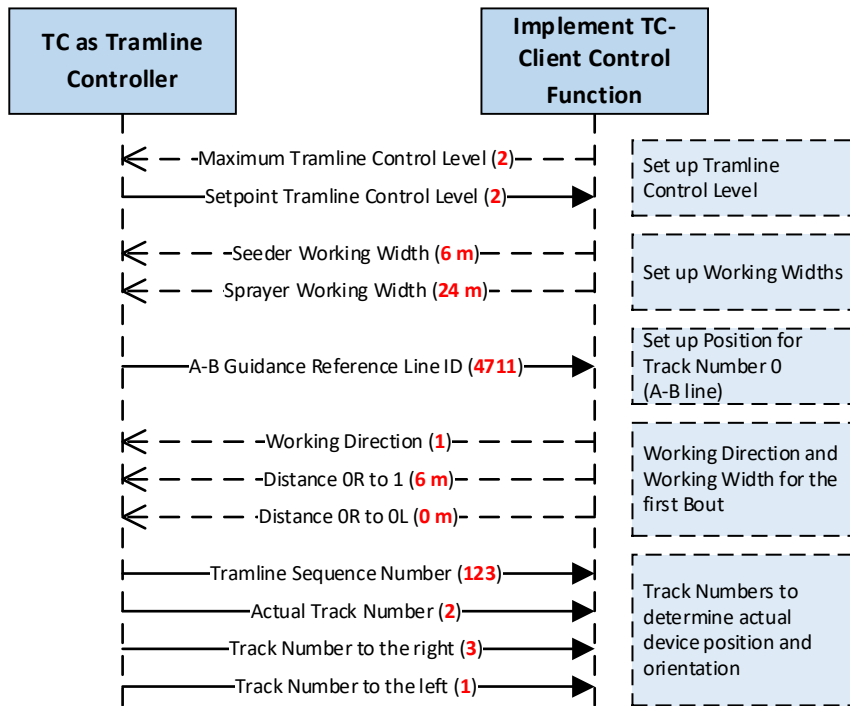 TC as Tramline
Controller
Implement TC-
Client Control
Function
Maximum Tramline Control Level (2)
Setpoint Tramline Control Level (2)
Set up Tramline
Control Level
Seeder Working Width (6 m)
Sprayer Working Width (24 m)
Set up Working Widths
A-B Guidance Reference Line ID (4711)
Set up Position for
Track Number 0
(A-B line)
Working Direction (1)
Distance 0R to 1 (6 m)
Distance 0R to 0L (0 m)
Working Direction and
Working Width for the
first Bout
Tramline Sequence Number (123)
Actual Track Number (2)
Track Number to the right (3)
Track Number to the left (1)
Track Numbers to
determine actual
device position and
orientation